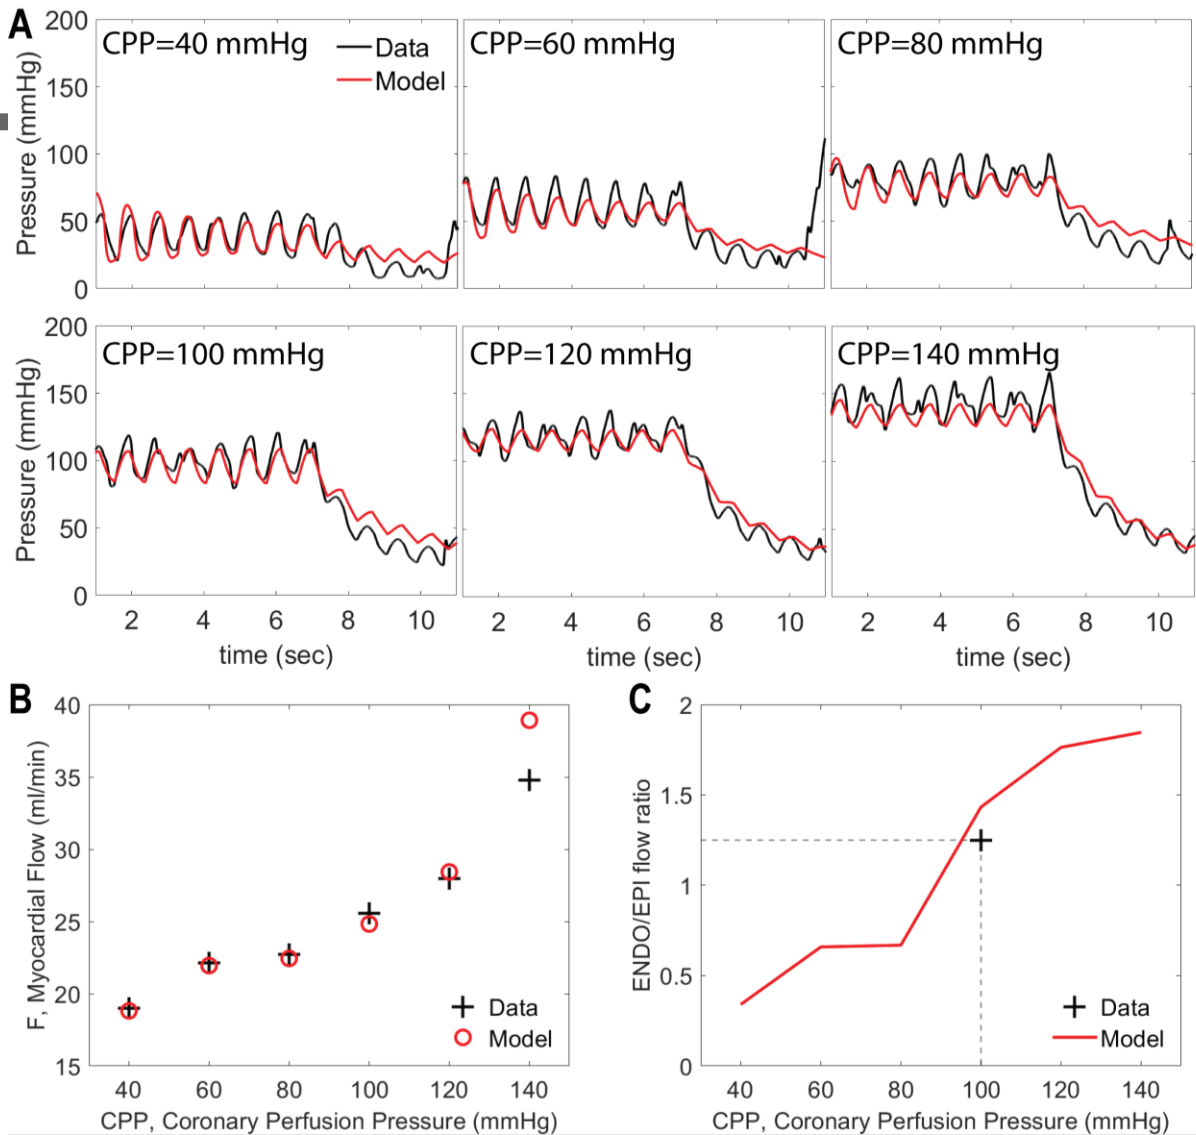 A
CPP=40 mmHg
CPP=60 mmHg
CPP=80 mmHg
Data
Model
Pressure (mmHg)
200
150
100
50
0
CPP=100 mmHg
CPP=120 mmHg
CPP=140 mmHg
Pressure (mmHg)
200
150
100
50
0
2 4 6 8 10
2 4 6 8 10
2 4 6 8 10
time (sec)
time (sec)
time (sec)
B
F, Myocardial Flow (ml/min)
40
35
30
25
20
15
Data
Model
40 60 80 100 120 140
CPP, Coronary Perfusion Pressure (mmHg)
C
ENDO/EPI flow ratio
2
1.5
1
0.5
0
Data
Model
40 60 80 100 120 140
CPP, Coronary Perfusion Pressure (mmHg)